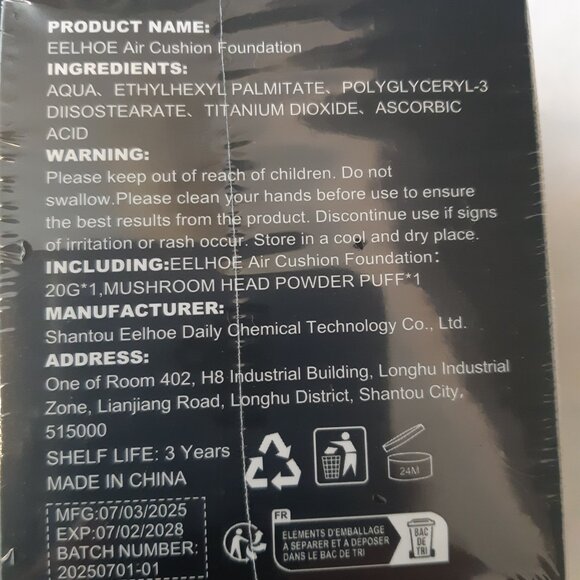 PRODUCT NAME:
EELHOE Air Cushion Foundation
INGREDIENTS:
AQUA、ETHYLHEXYL PALMITATE、POLYGLYCERYL-3
DIISOSTEARATE、TITANIUM DIOXIDE、ASCORBIC
ACID
WARNING:
Please keep out of reach of children. Do not
swallow.Please clean your hands before use to ensure
the best results from the product. Discontinue use if signs
of irritation or rash occur. Store in a cool and dry place.
INCLUDING:EELHOE Air Cushion Foundation:
20G*1,MUSHROOM HEAD POWDER PUFF*1
MANUFACTURER:
Shantou Eelhoe Daily Chemical Technology Co., Ltd.
ADDRESS:
One of Room 402, H8 Industrial Building, Longhu Industrial
Zone, Lianjiang Road, Longhu District, Shantou City,
515000
SHELF LIFE: 3 Years
MADE IN CHINA
24M
MFG:07/03/2025
EXP:07/02/2028
BATCH NUMBER:
20250701-01
FR
ELEMENTS D'EMBALLAGE
A SEPARER ET A DEPOSER
DANS LE BAC DE TRI
BAC
DE
TRI